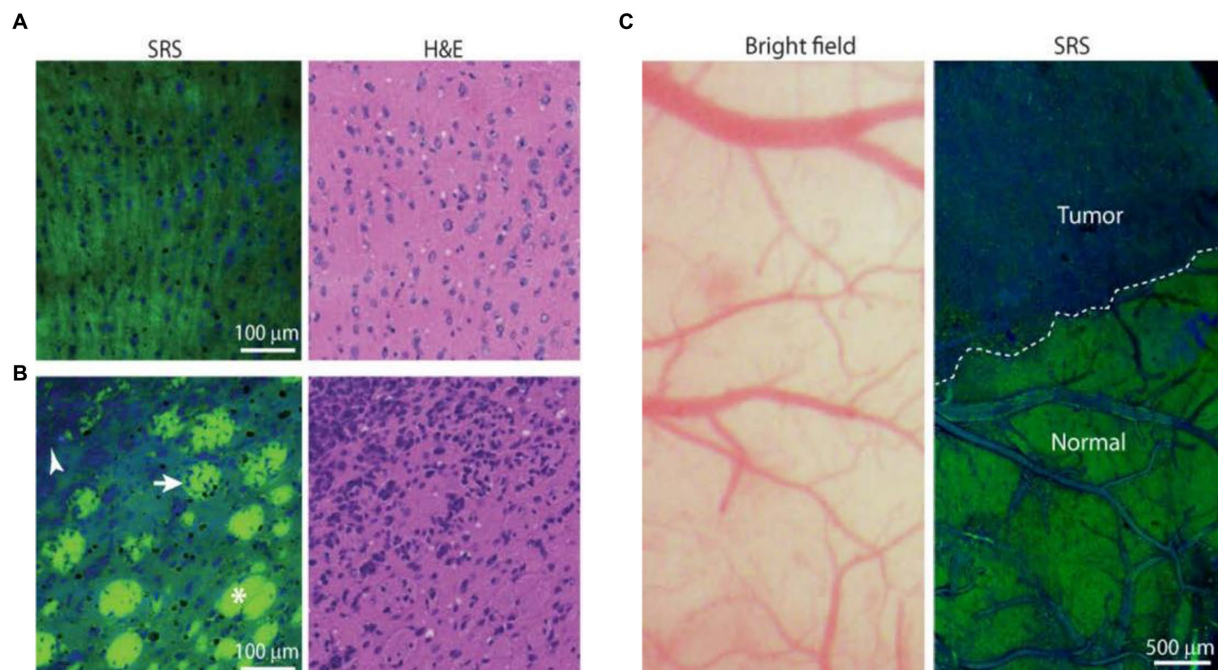 A
SRS
H&E
100 μm
B
*
100 μm
C
Bright field
SRS
Tumor
Normal
500 μm